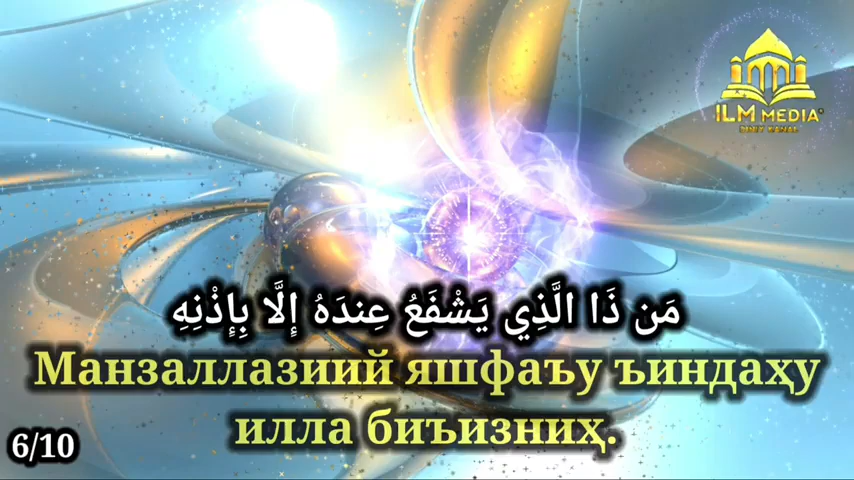 ILM MEDIA
مَن ذَا الَّذِي يَشْفَعُ عِندَهُ إِلَّا بِإِذْنِهِ
Манзаллазиий яшфаъу ъиндаҳу
илла биъизниҳ.
6/10